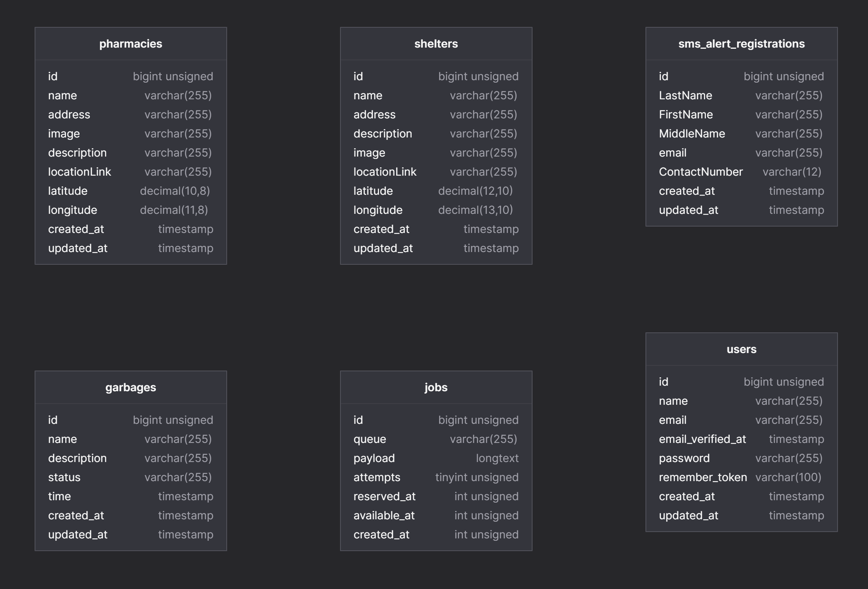 pharmacies
id bigint unsigned
name varchar(255)
address varchar(255)
image varchar(255)
description varchar(255)
locationLink varchar(255)
latitude decimal(10,8)
longitude decimal(11,8)
created_at timestamp
updated_at timestamp
shelters
id bigint unsigned
name varchar(255)
address varchar(255)
description varchar(255)
image varchar(255)
locationLink varchar(255)
latitude decimal(12,10)
longitude decimal(13,10)
created_at timestamp
updated_at timestamp
sms_alert_registrations
id bigint unsigned
LastName varchar(255)
FirstName varchar(255)
MiddleName varchar(255)
email varchar(255)
ContactNumber varchar(12)
created_at timestamp
updated_at timestamp
garbages
id bigint unsigned
name varchar(255)
description varchar(255)
status varchar(255)
time timestamp
created_at timestamp
updated_at timestamp
jobs
id bigint unsigned
queue varchar(255)
payload longtext
attempts tinyint unsigned
reserved_at int unsigned
available_at int unsigned
created_at int unsigned
users
id bigint unsigned
name varchar(255)
email varchar(255)
email_verified_at timestamp
password varchar(255)
remember_token varchar(100)
created_at timestamp
updated_at timestamp